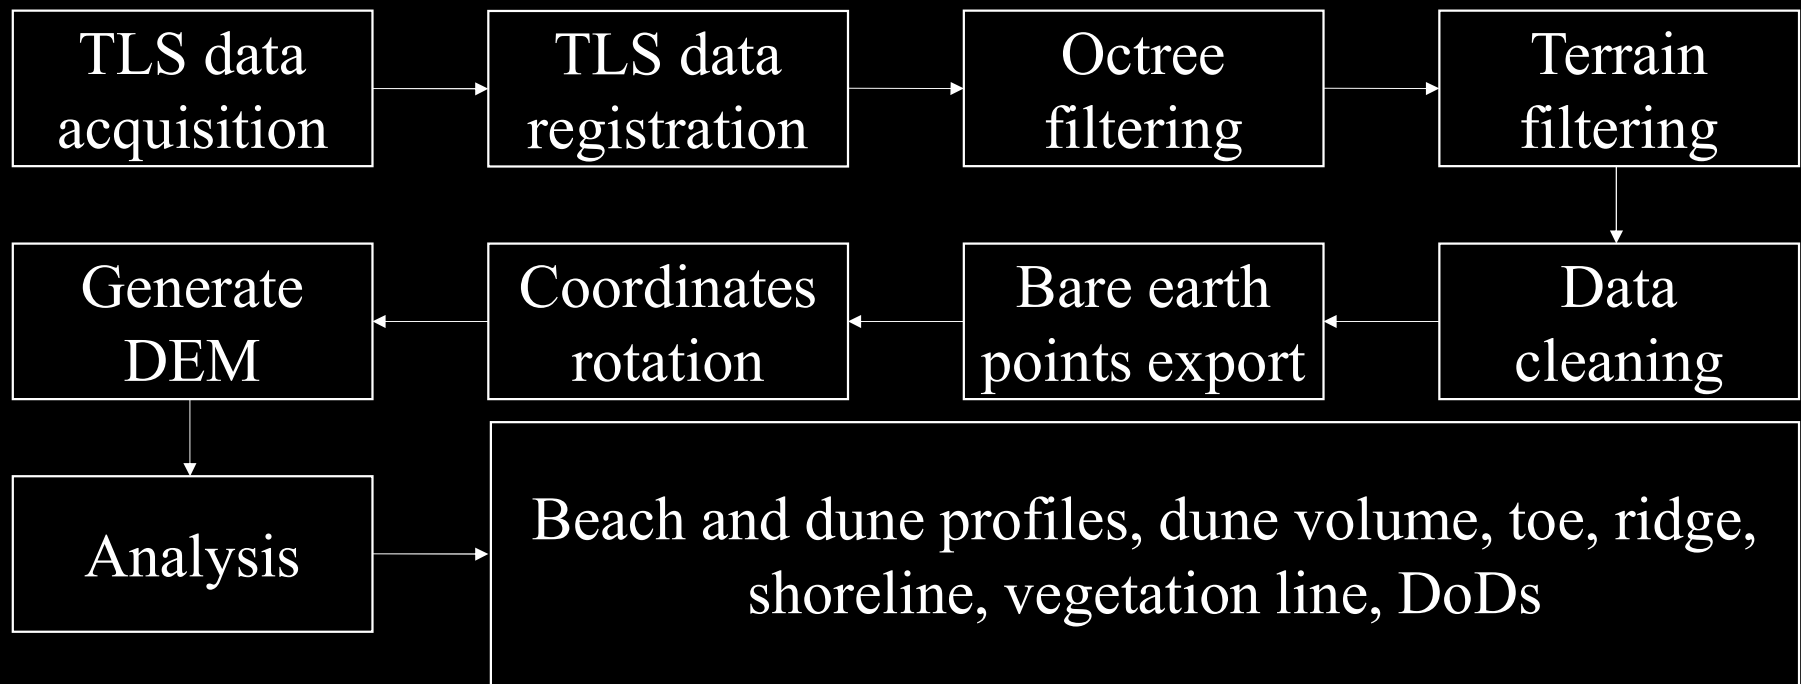 TLS data
acquisition
TLS data
registration
Octree
filtering
Terrain
filtering
Data
cleaning
Bare earth
points export
Coordinates
rotation
Generate
DEM
Analysis
Beach and dune profiles, dune volume, toe, ridge,
shoreline, vegetation line, DoDs